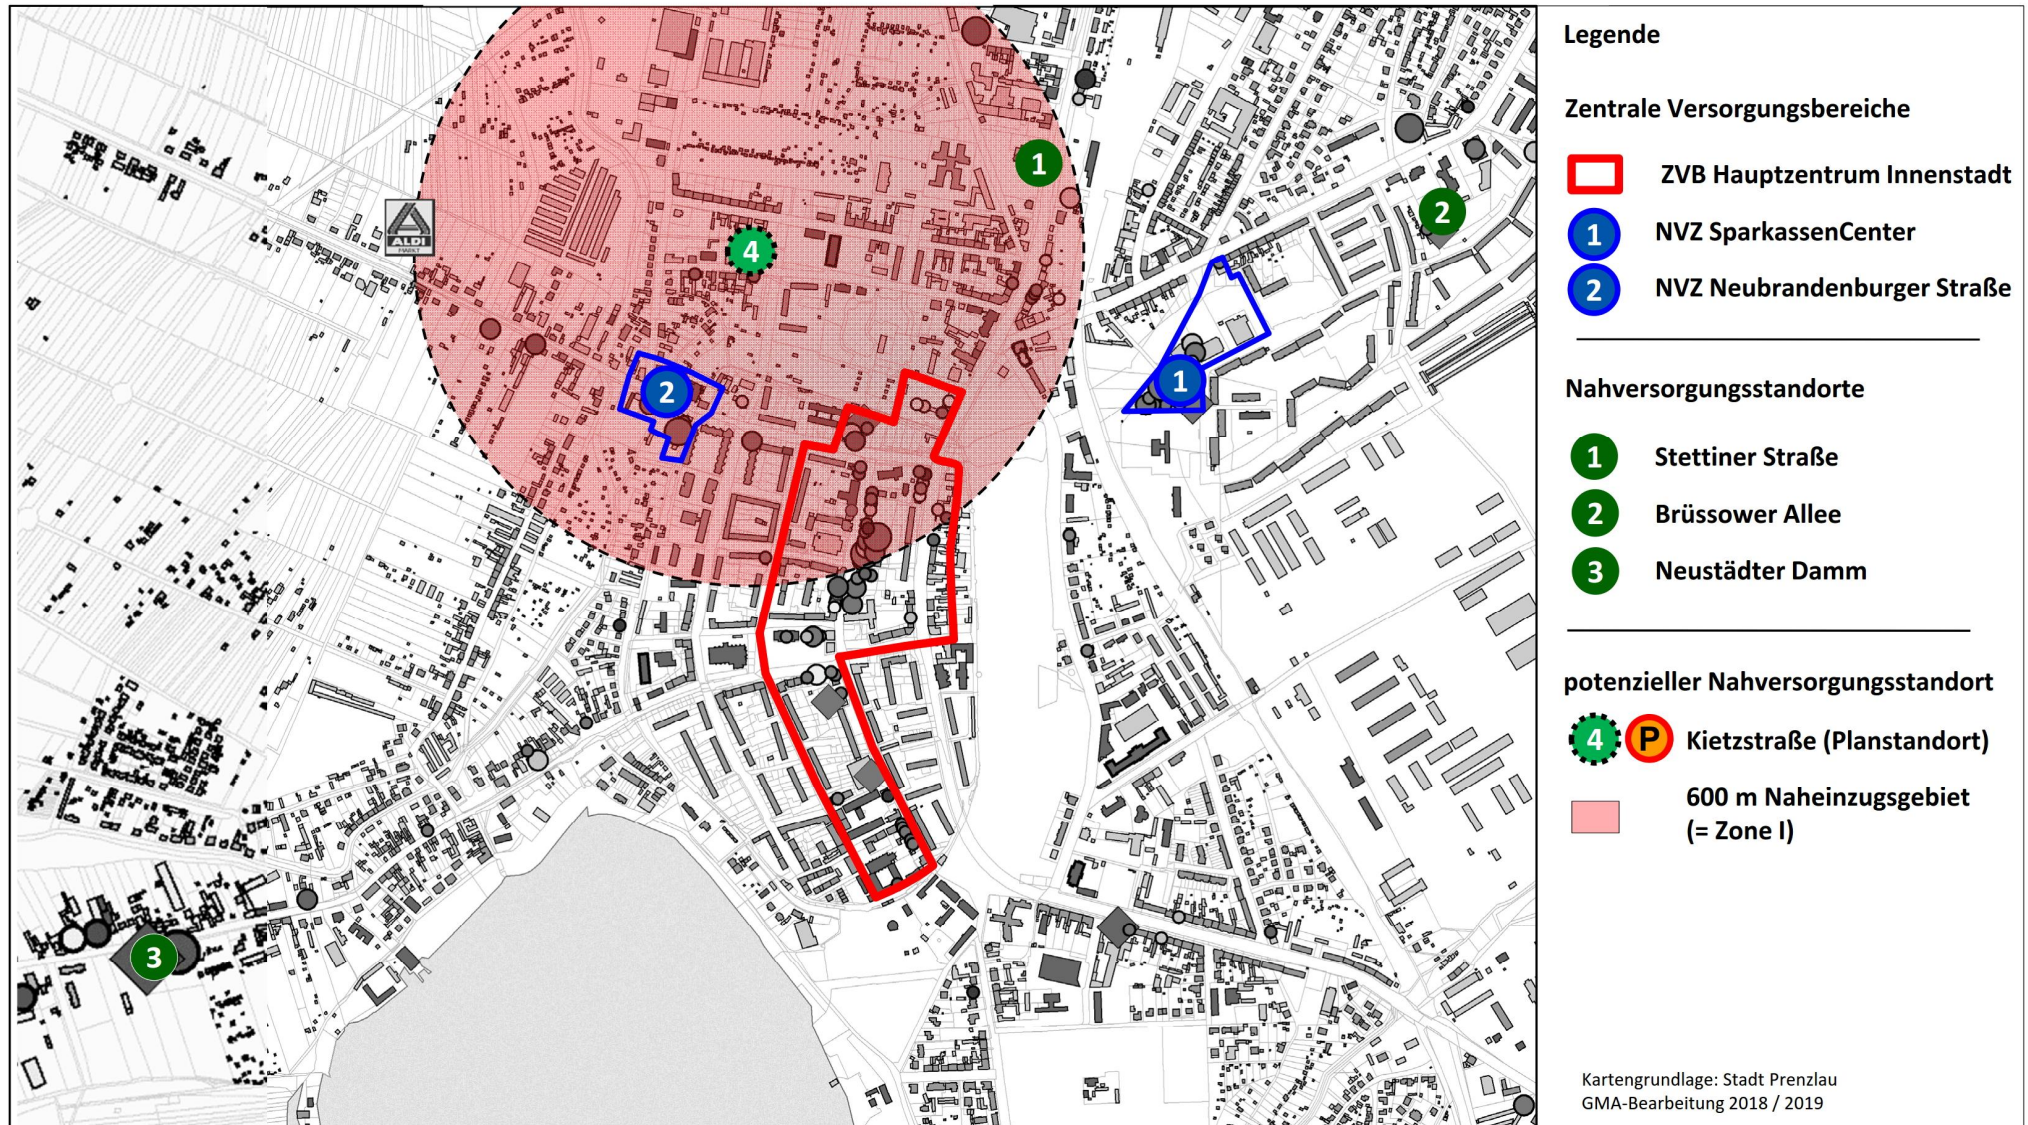 ALDI
MARKT
1
2
4
1
2
3
Legende
Zentrale Versorgungsbereiche
ZVB Hauptzentrum Innenstadt
1 NVZ SparkassenCenter
2 NVZ Neubrandenburger Straße
Nahversorgungsstandorte
1 Stettiner Straße
2 Brüssower Allee
3 Neustädter Damm
potenzieller Nahversorgungsstandort
4 P Kietzstraße (Planstandort)
600 m Naheinzugsgebiet
(= Zone I)
Kartengrundlage: Stadt Prenzlau
GMA-Bearbeitung 2018 / 2019